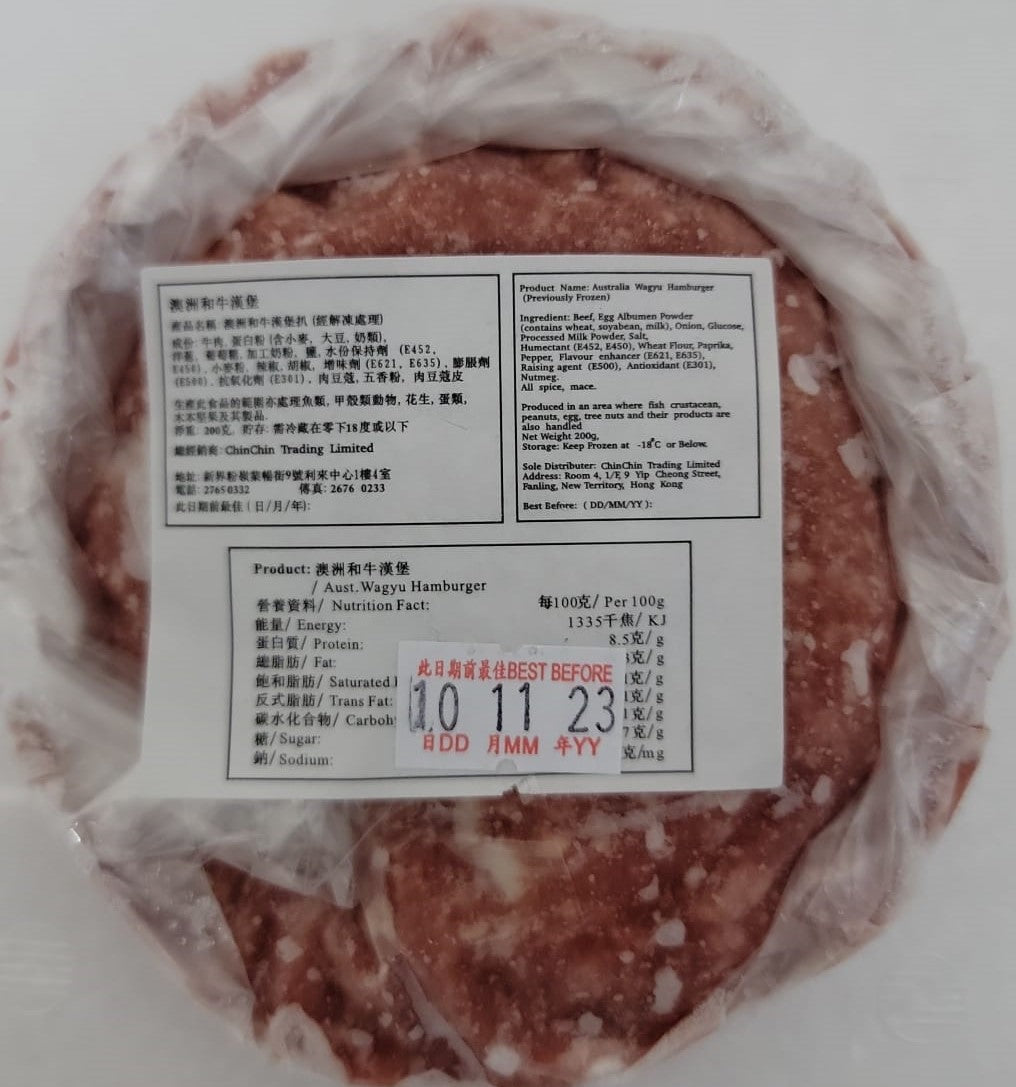 澳洲和牛漢堡
產品名稱: 澳洲和牛漢堡扒 (經解凍處理)
成份: 牛肉, 蛋白粉 (含小麥, 大豆, 奶類),
洋蔥, 葡萄糖, 加工奶粉, 鹽, 水份保持劑 (E452,
E450), 小麥粉, 辣椒, 胡椒, 增味劑 (E621, E635), 膨脹劑
(E500), 抗氧化劑 (E301), 肉豆蔻, 五香粉, 肉豆蔻皮
生產此食品的範圍亦處理魚類, 甲殼類動物, 花生, 蛋類,
木本堅果及其製品.
淨重: 200克, 貯存: 需冷藏在零下18度或以下
總經銷商: ChinChin Trading Limited
地址: 新界粉嶺業暢街9號利來中心1樓4室
電話: 27650332 傳真: 2676 0233
此日期前最佳 (日/月/年):
Product Name: Australia Wagyu Hamburger
(Previously Frozen)
Ingredient: Beef, Egg Albumen Powder
(contains wheat, soyabean, milk), Onion, Glucose,
Processed Milk Powder, Salt,
Humectant (E452, E450), Wheat Flour, Paprika,
Pepper, Flavour enhancer (E621, E635),
Raising agent (E500), Antioxidant (E301),
Nutmeg.
All spice, mace.
Produced in an area where fish crustacean,
peanuts, egg, tree nuts and their products are
also handled
Net Weight 200g,
Storage: Keep Frozen at -18°C or Below.
Sole Distributer: ChinChin Trading Limited
Address: Room 4, 1/F, 9 Yip Cheong Street,
Fanling, New Territory, Hong Kong
Best Before: ( DD/MM/YY ):
Product: 澳洲和牛漢堡
/ Aust.Wagyu Hamburger
營養資料/ Nutrition Fact: 每100克/ Per 100g
能量/ Energy: 1335千焦/ KJ
蛋白質/ Protein: 8.5克/ g
總脂肪/ Fat: 克/ g
飽和脂肪/ Saturated 克/ g
反式脂肪/ Trans Fat: 克/ g
碳水化合物/ Carboh 1克/ g
糖/ Sugar: 7克/ g
鈉/ Sodium: 克/mg
此日期前最佳BEST BEFORE
10 11 23
日DD 月MM 年YY